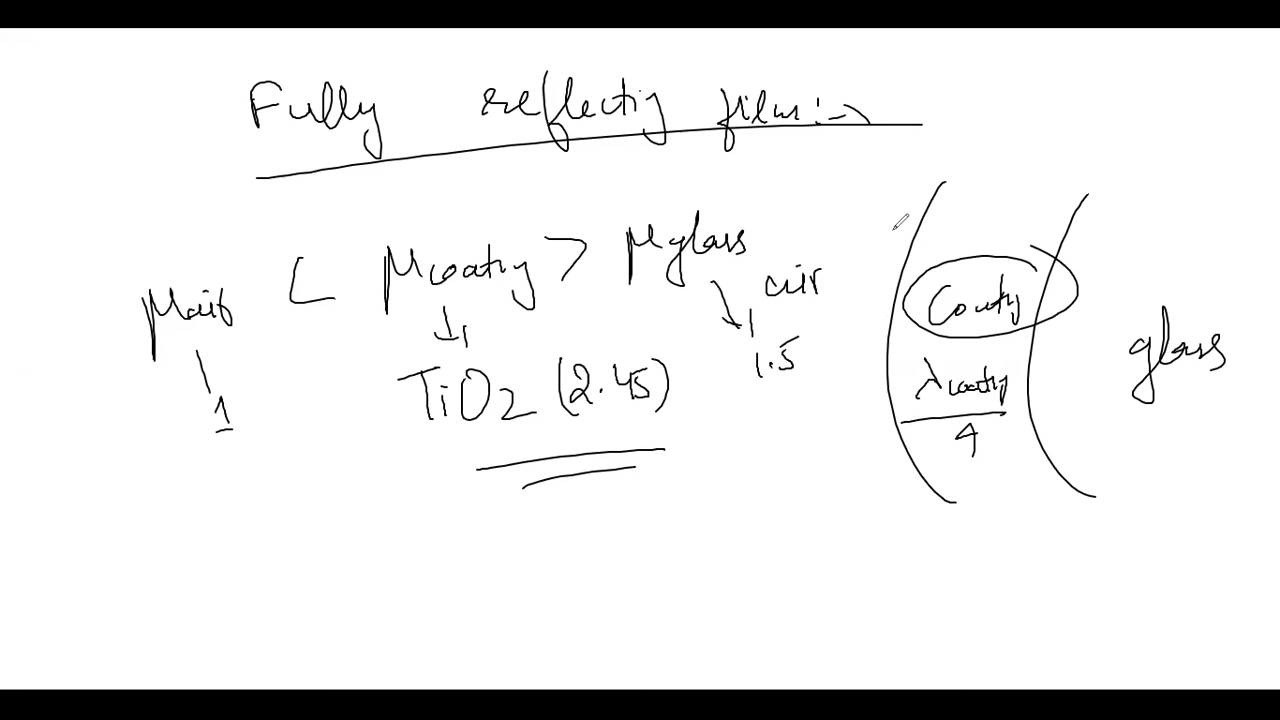 Fully reflecting film :→
μair < μcoating > μglass
air
1
1.5
TiO2 (2.45)
Coating
λcoating
4
glass